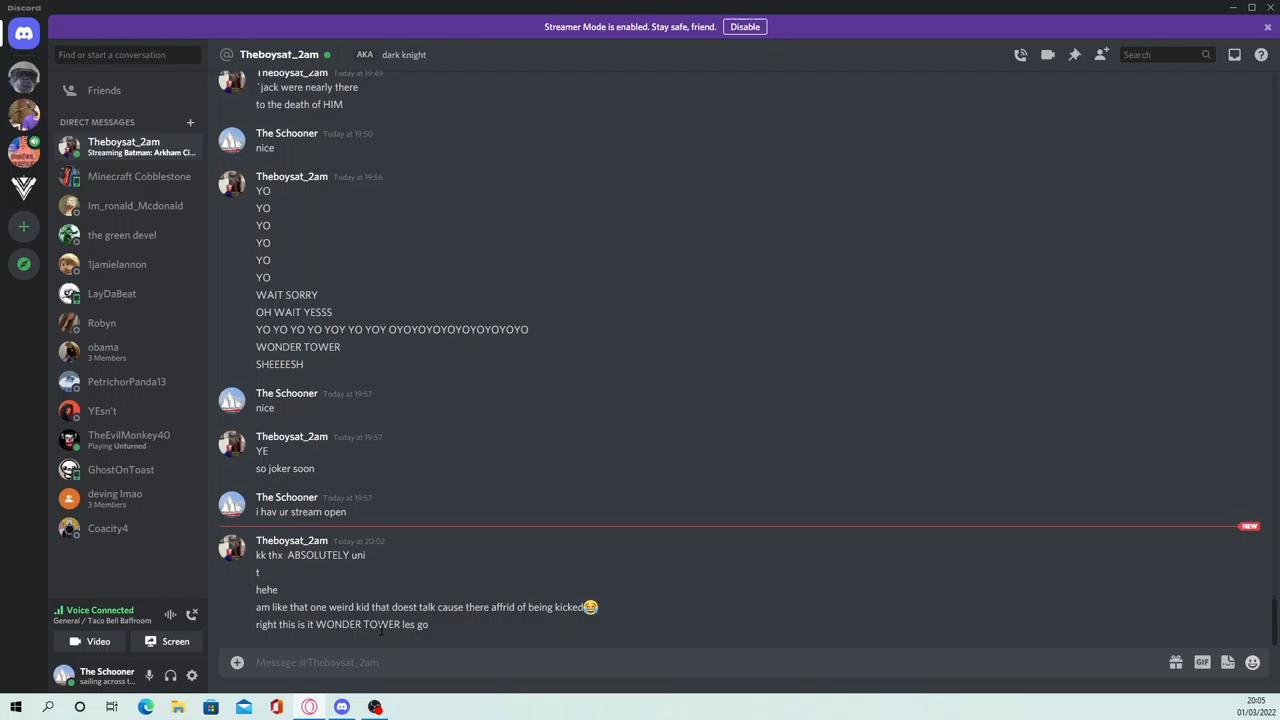 Discord
Streamer Mode is enabled. Stay safe, friend. Disable
Find or start a conversation
Theboysat_2am AKA dark knight
Search
Friends
DIRECT MESSAGES
Theboysat_2am
Streaming Batman: Arkham Ci...
Minecraft Cobblestone
Im_ronald_Mcdonald
the green devel
1jamielannon
LayDaBeat
Robyn
obama
3 Members
PetrichorPanda13
YEsn't
TheEvilMonkey40
Playing Unturned
GhostOnToast
deving lmao
3 Members
Coacity4
Voice Connected
General / Taco Bell Baffroom
Video Screen
The Schooner
sailing across t...
Theboysat_2am Today at 19:49
`jack were nearly there
to the death of HIM
The Schooner Today at 19:50
nice
Theboysat_2am Today at 19:56
YO
YO
YO
YO
YO
YO
WAIT SORRY
OH WAIT YESSS
YO YO YO YO YOY YO YOY OYOYOYOYOYOYOYOYOYO
WONDER TOWER
SHEEEESH
The Schooner Today at 19:57
nice
Theboysat_2am Today at 19:57
YE
so joker soon
The Schooner Today at 19:57
i hav ur stream open
NEW
Theboysat_2am Today at 20:02
kk thx ABSOLUTELY uni
t
hehe
am like that one weird kid that doest talk cause there affrid of being kicked😂
right this is it WONDER TOWER les go
Message @Theboysat_2am
GIF
20:05
01/03/2022